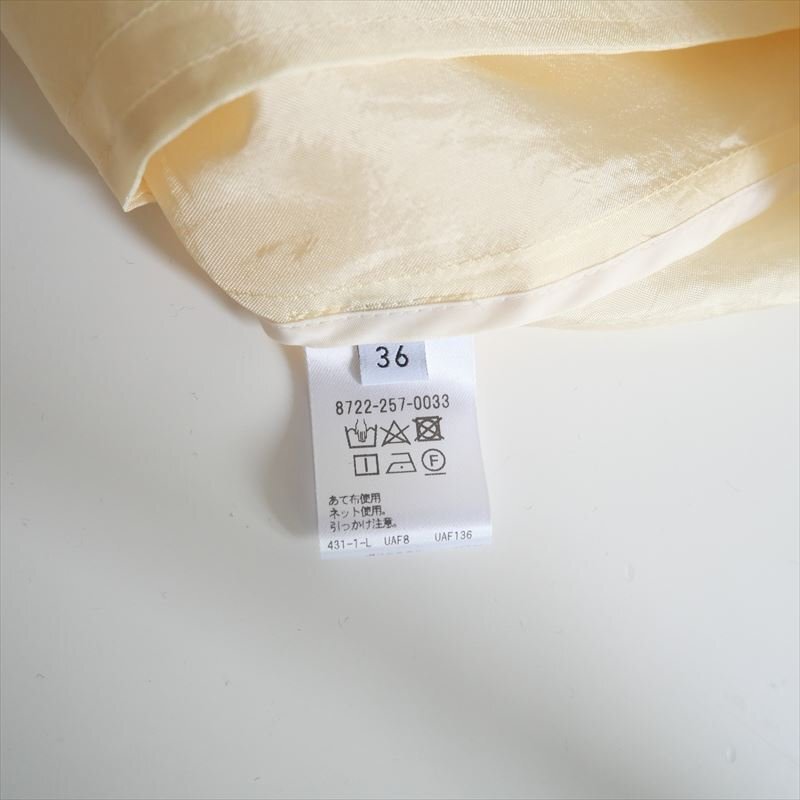 36
8722-257-0033
F
あて布使用
ネット使用。
引っかけ注意。
431-1-L UAF8 UAF136